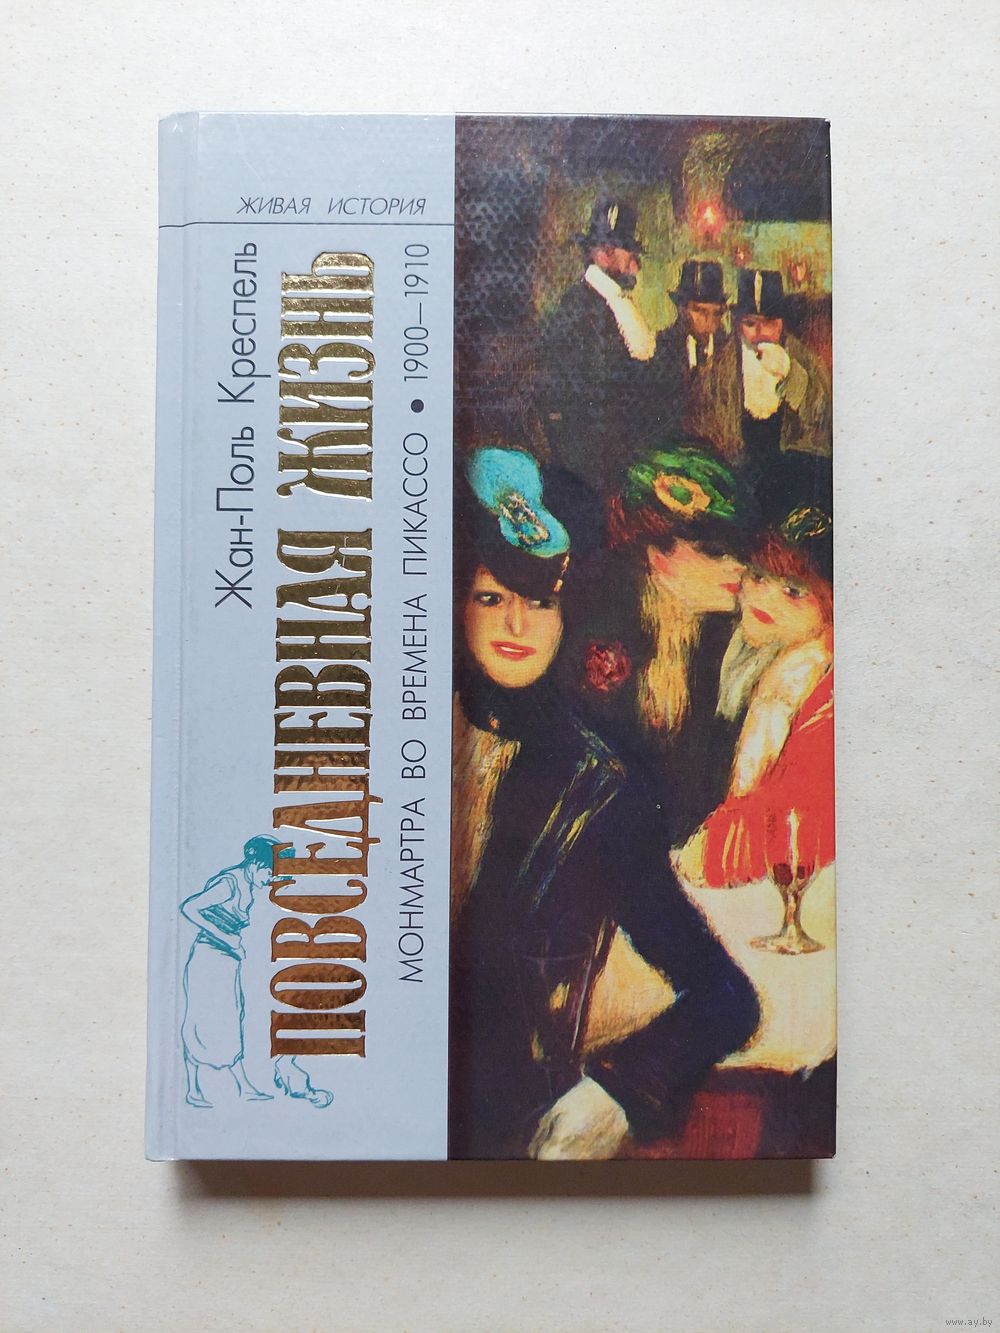 ЖИВАЯ ИСТОРИЯ
Жан-Поль Креспель
ПОВСЕДНЕВНАЯ ЖИЗНЬ
МОНМАРТРА ВО ВРЕМЕНА ПИКАССО • 1900—1910
www.ay.by